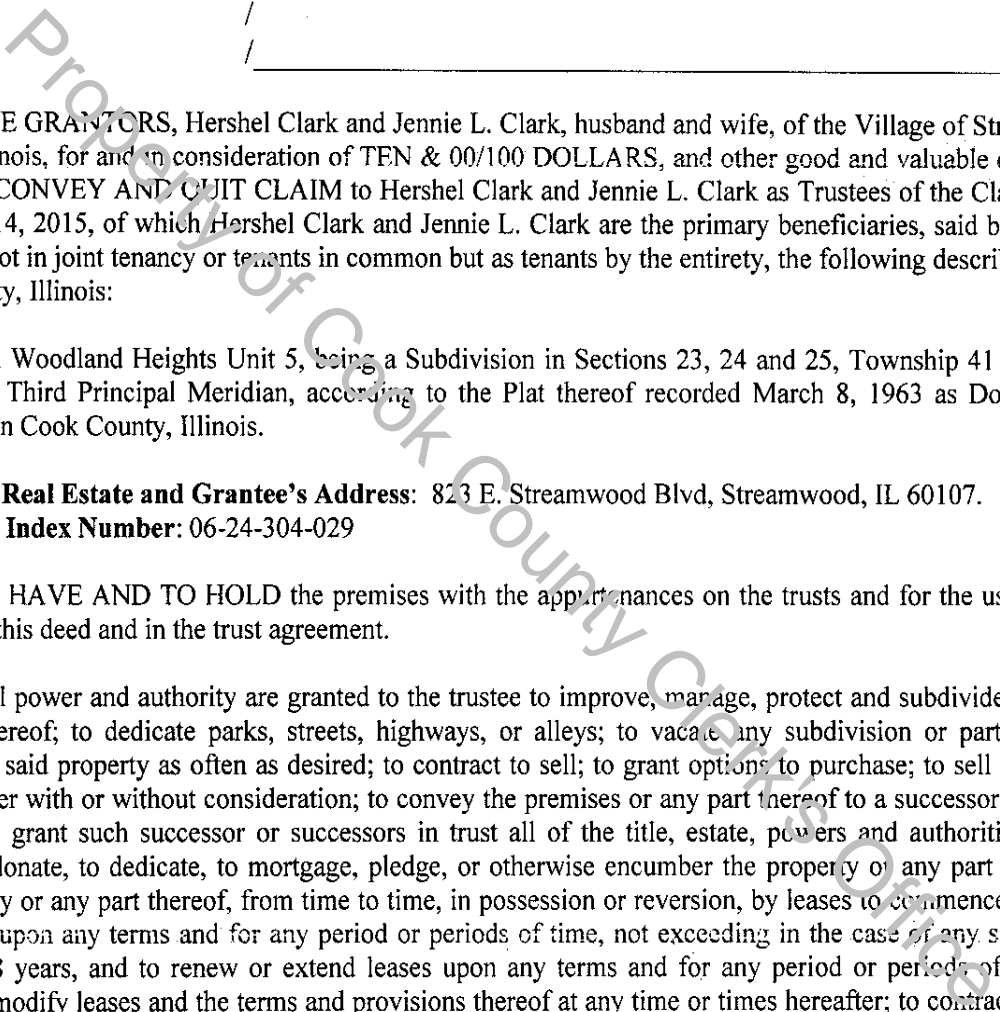 Property of Cook County Clerk's Office
E GRANTORS, Hershel Clark and Jennie L. Clark, husband and wife, of the Village of Str
nois, for and in consideration of TEN & 00/100 DOLLARS, and other good and valuable c
CONVEY AND QUIT CLAIM to Hershel Clark and Jennie L. Clark as Trustees of the Cla
4, 2015, of which Hershel Clark and Jennie L. Clark are the primary beneficiaries, said b
ot in joint tenancy or tenants in common but as tenants by the entirety, the following descri
y, Illinois:
Woodland Heights Unit 5, being a Subdivision in Sections 23, 24 and 25, Township 41
Third Principal Meridian, according to the Plat thereof recorded March 8, 1963 as Do
n Cook County, Illinois.
Real Estate and Grantee's Address: 823 E. Streamwood Blvd, Streamwood, IL 60107.
Index Number: 06-24-304-029
HAVE AND TO HOLD the premises with the appurtenances on the trusts and for the us
this deed and in the trust agreement.
l power and authority are granted to the trustee to improve, manage, protect and subdivide
ereof; to dedicate parks, streets, highways, or alleys; to vacate any subdivision or part
said property as often as desired; to contract to sell; to grant options to purchase; to sell
er with or without consideration; to convey the premises or any part thereof to a successor
grant such successor or successors in trust all of the title, estate, powers and authoriti
donate, to dedicate, to mortgage, pledge, or otherwise encumber the property or any part
y or any part thereof, from time to time, in possession or reversion, by leases to commence
upon any terms and for any period or periods of time, not exceeding in the case of any s
8 years, and to renew or extend leases upon any terms and for any period or periods of
modify leases and the terms and provisions thereof at any time or times hereafter; to contrac